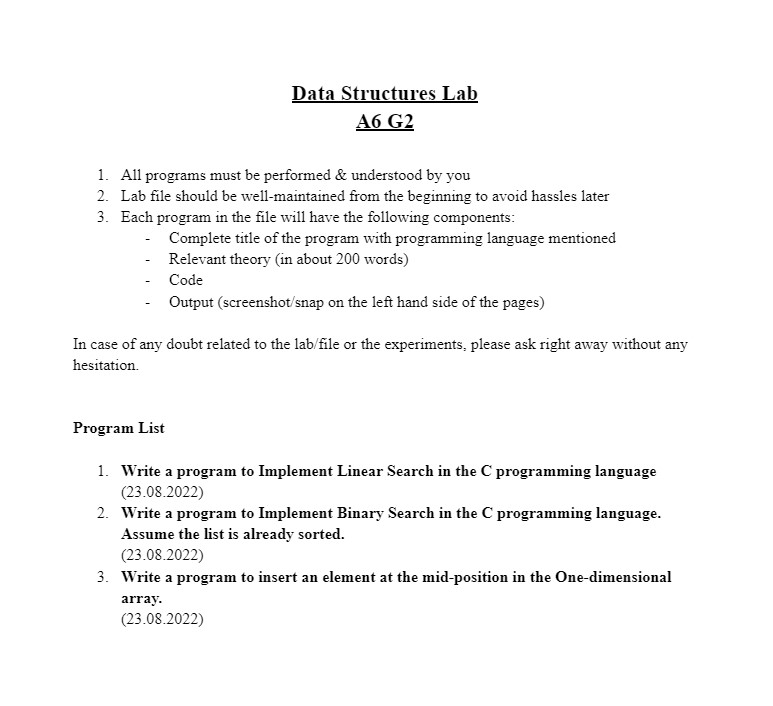 Data Structures Lab
A6 G2
1. All programs must be performed & understood by you
2. Lab file should be well-maintained from the beginning to avoid hassles later
3. Each program in the file will have the following components:
- Complete title of the program with programming language mentioned
- Relevant theory (in about 200 words)
- Code
- Output (screenshot/snap on the left hand side of the pages)
In case of any doubt related to the lab/file or the experiments, please ask right away without any
hesitation.
Program List
1. Write a program to Implement Linear Search in the C programming language
(23.08.2022)
2. Write a program to Implement Binary Search in the C programming language.
Assume the list is already sorted.
(23.08.2022)
3. Write a program to insert an element at the mid-position in the One-dimensional
array.
(23.08.2022)